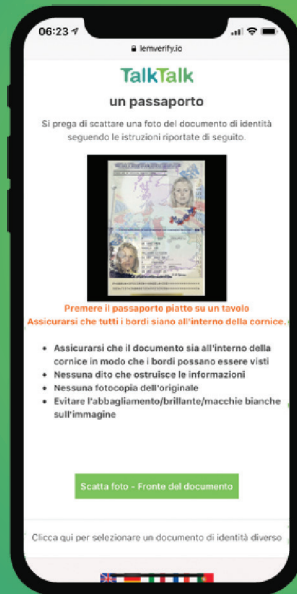 06:23
lemverify.io
TalkTalk
un passaporto
Si prega di scattare una foto del documento di identità
seguendo le istruzioni riportate di seguito.
Premere il passaporto piatto su un tavolo
Assicurarsi che tutti i bordi siano all'interno della cornice.
• Assicurarsi che il documento sia all'interno della
cornice in modo che i bordi possano essere visti
• Nessuna dito che ostruisce le informazioni
• Nessuna fotocopia dell'originale
• Evitare l'abbagliamento/brillante/macchie bianche
sull'immagine
Scatta foto - Fronte del documento
Clicca qui per selezionare un documento di identità diverso